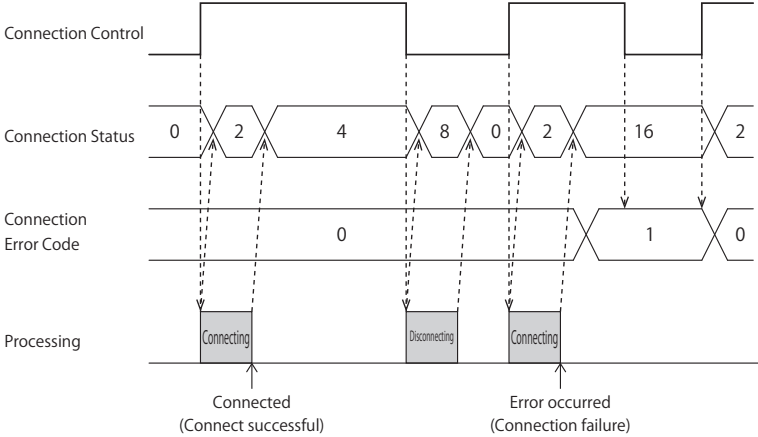 Connection Control
Connection Status
0 2 4 8 0 2 16 2
Connection
Error Code
0 1 0
Processing
Connecting Disconnecting Connecting
Connected
(Connect successful)
Error occurred
(Connection failure)